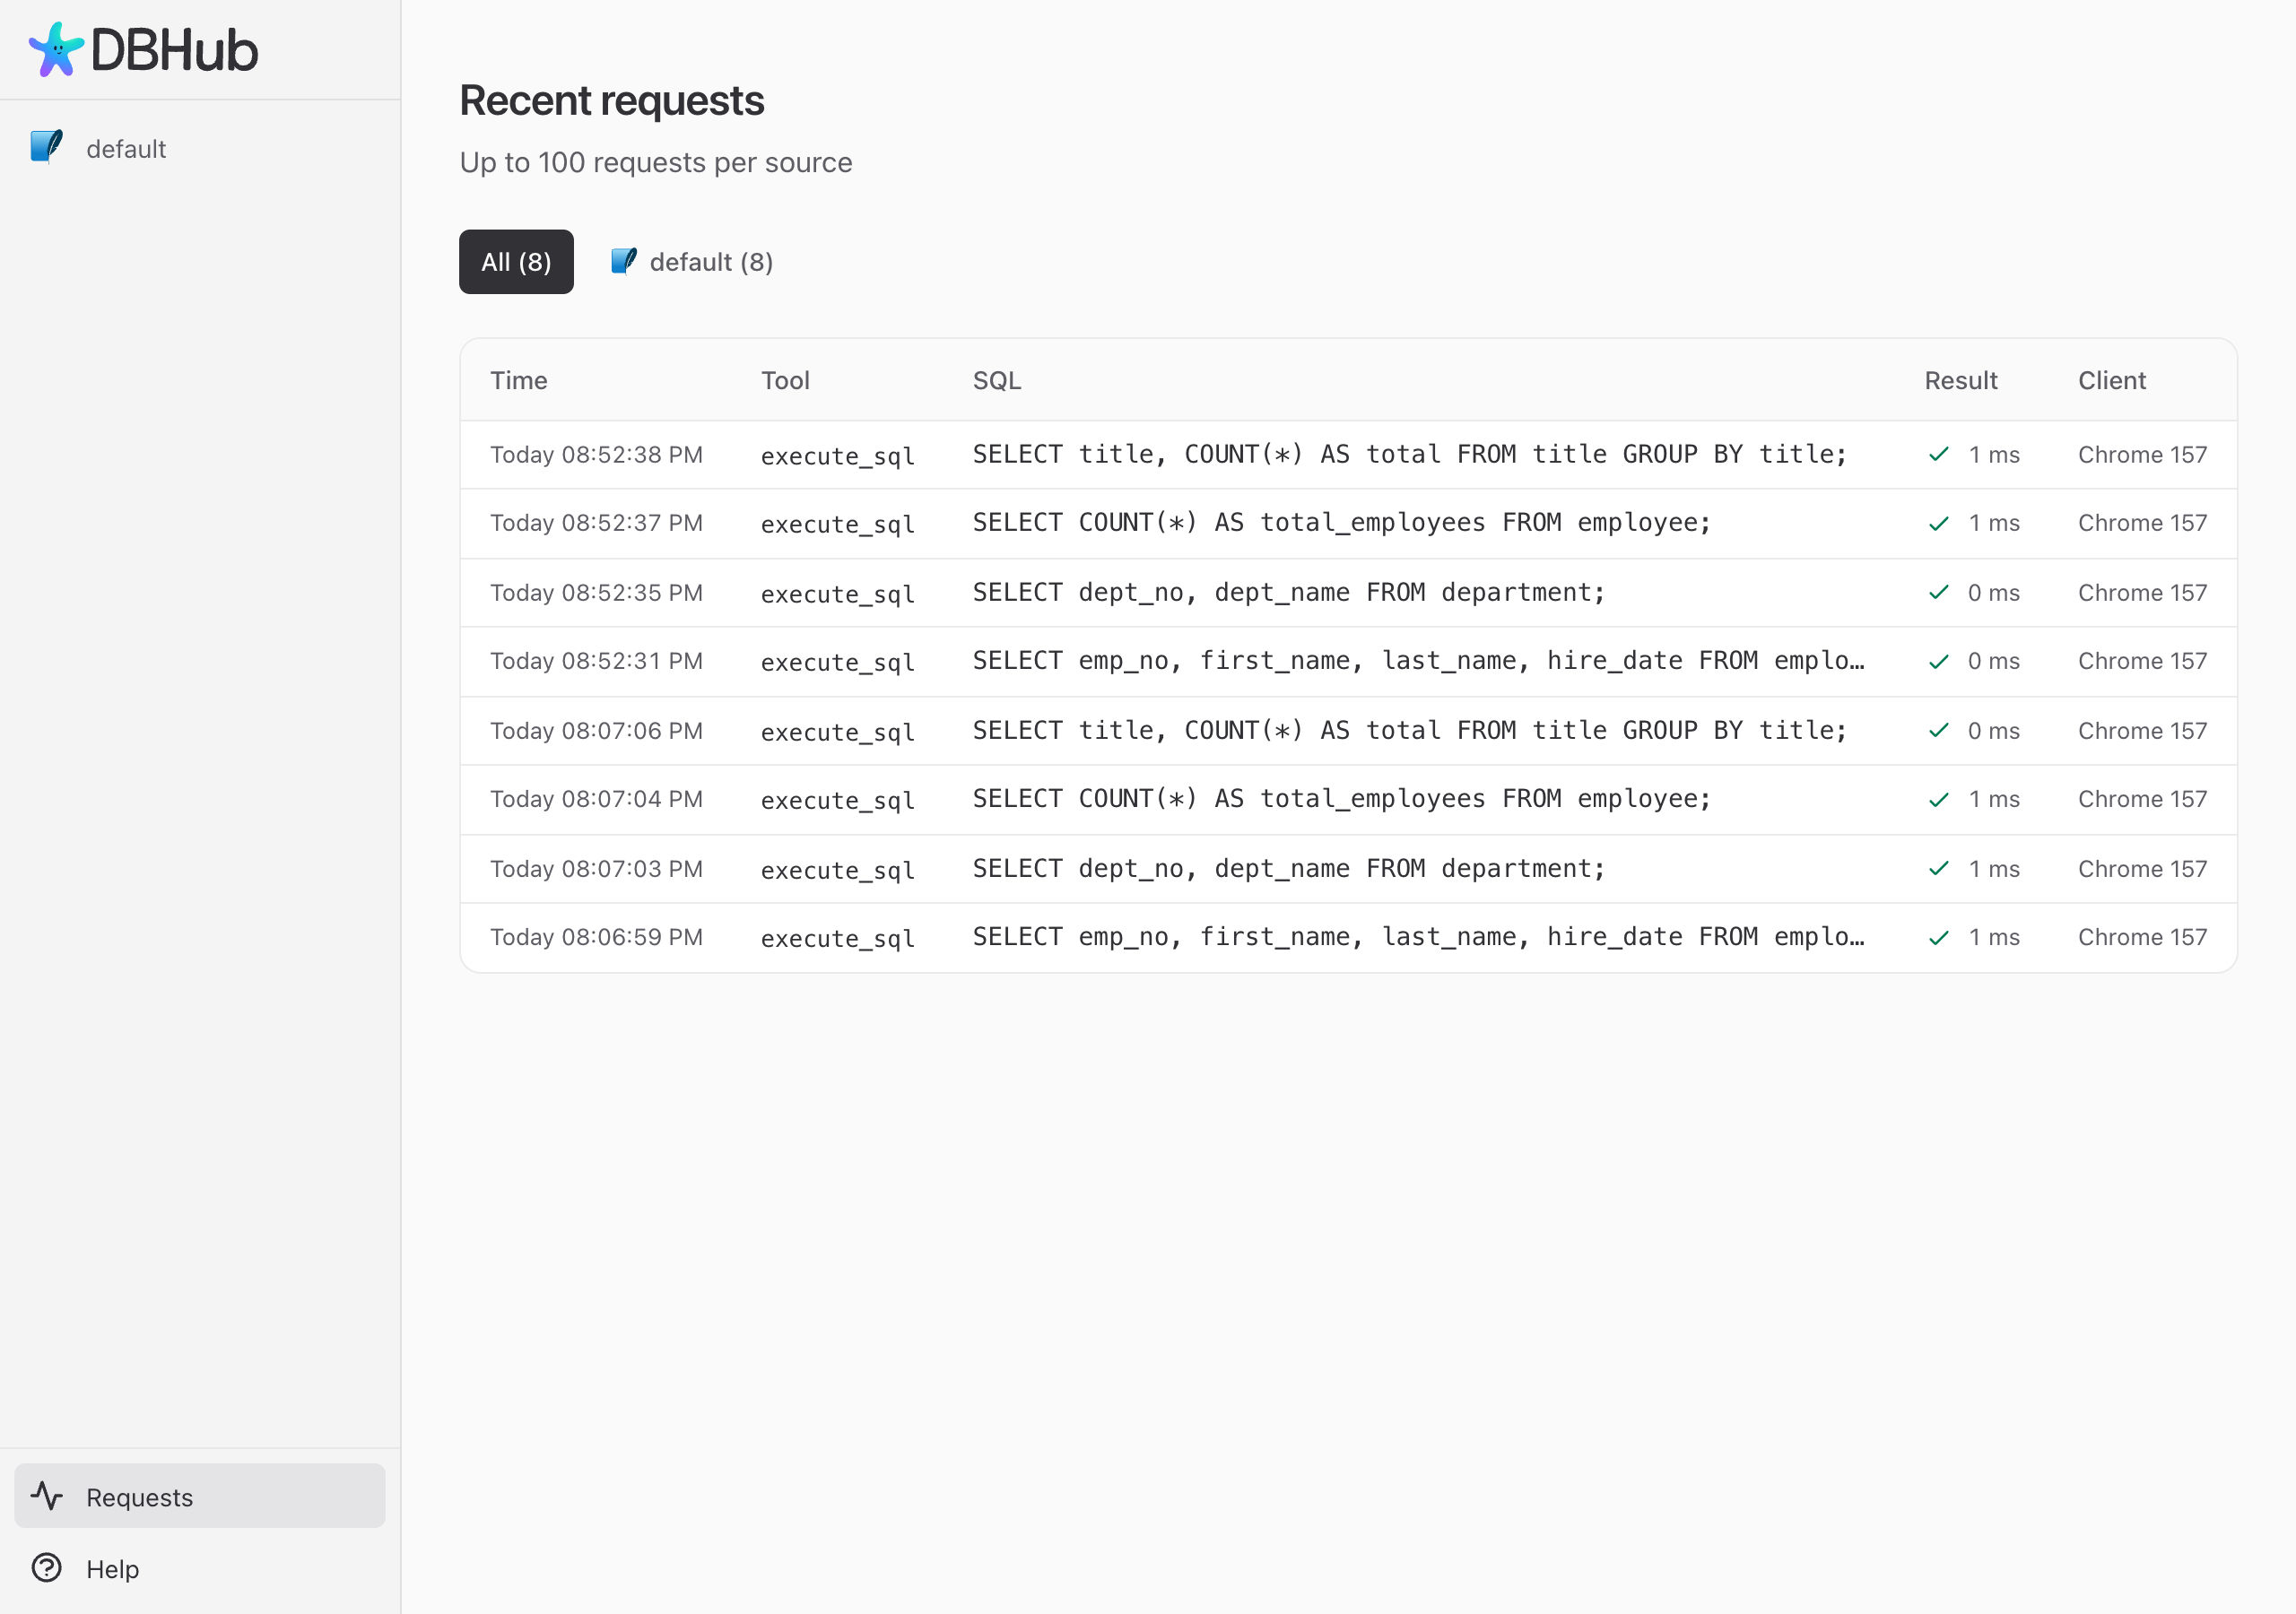 DBHub
default
Recent requests
Up to 100 requests per source
All (8) default (8)
Time Tool SQL Result Client
Today 08:52:38 PM execute_sql SELECT title, COUNT(*) AS total FROM title GROUP BY title; 1 ms Chrome 157
Today 08:52:37 PM execute_sql SELECT COUNT(*) AS total_employees FROM employee; 1 ms Chrome 157
Today 08:52:35 PM execute_sql SELECT dept_no, dept_name FROM department; 0 ms Chrome 157
Today 08:52:31 PM execute_sql SELECT emp_no, first_name, last_name, hire_date FROM emplo… 0 ms Chrome 157
Today 08:07:06 PM execute_sql SELECT title, COUNT(*) AS total FROM title GROUP BY title; 0 ms Chrome 157
Today 08:07:04 PM execute_sql SELECT COUNT(*) AS total_employees FROM employee; 1 ms Chrome 157
Today 08:07:03 PM execute_sql SELECT dept_no, dept_name FROM department; 1 ms Chrome 157
Today 08:06:59 PM execute_sql SELECT emp_no, first_name, last_name, hire_date FROM emplo… 1 ms Chrome 157
Requests
Help